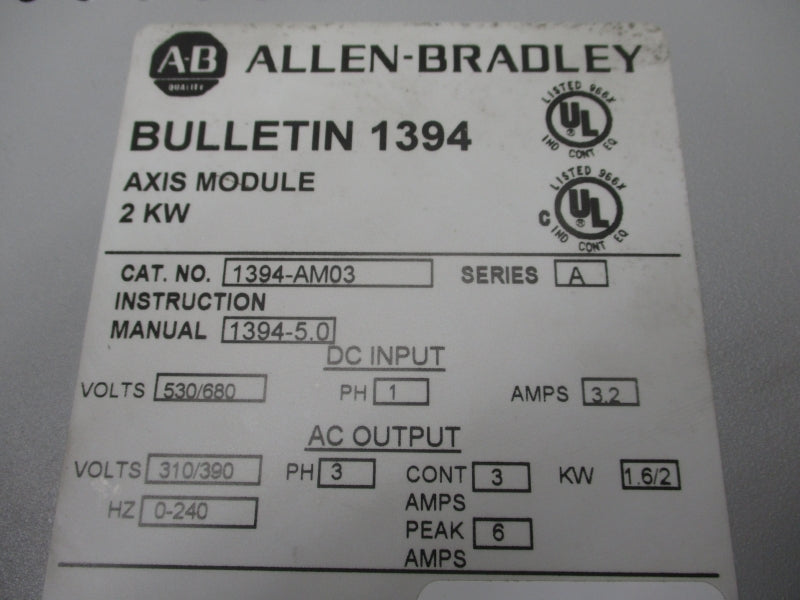 A-B ALLEN-BRADLEY
QUALITY
BULLETIN 1394
AXIS MODULE
2 KW
LISTED 966X
UL
®
IND CONT EQ
LISTED 966X
C UL
®
IND CONT EQ
CAT. NO. 1394-AM03 SERIES A
INSTRUCTION
MANUAL 1394-5.0
DC INPUT
VOLTS 530/680 PH 1 AMPS 3.2
AC OUTPUT
VOLTS 310/390 PH 3 CONT 3 KW 1.6/2
AMPS
HZ 0-240
PEAK 6
AMPS